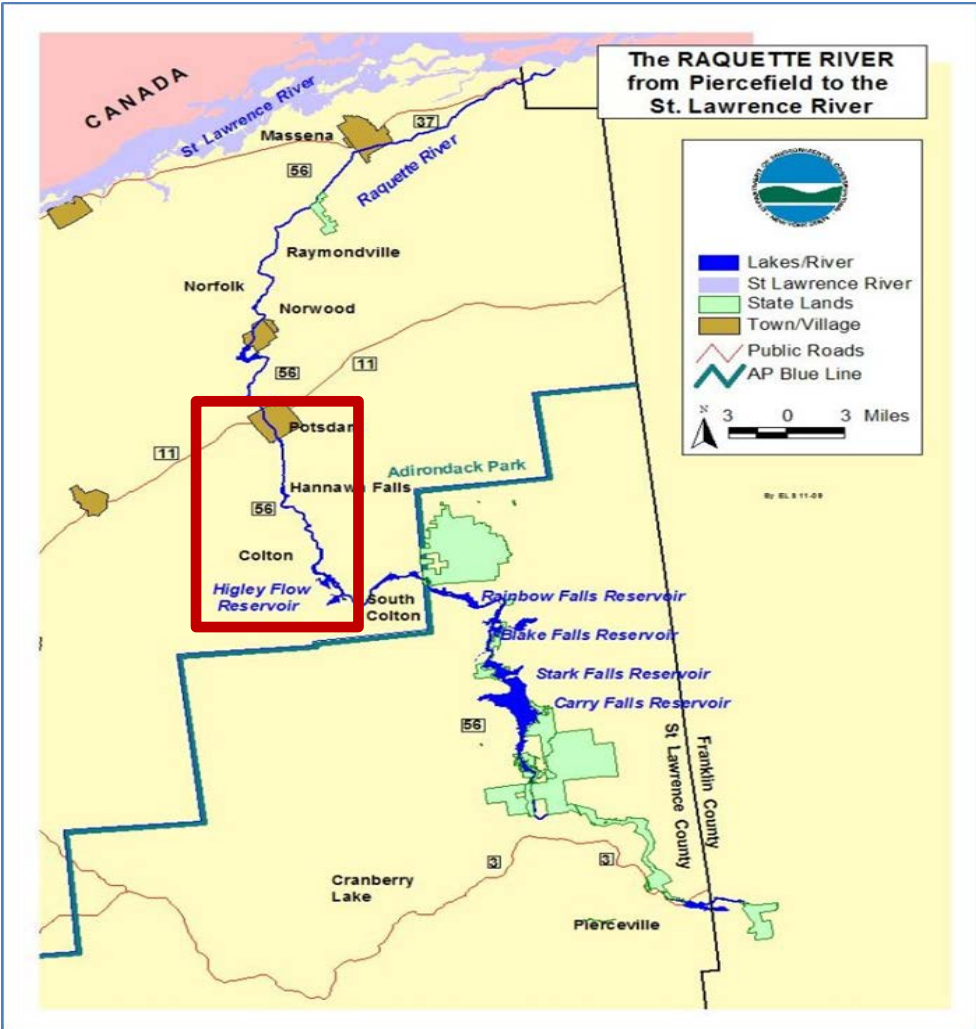 The RAQUETTE RIVER
from Piercefield to the
St. Lawrence River
CANADA
St Lawrence River
Massena
37
56
Raquette River
Raymondville
Norfolk
Norwood
56
11
Potsdam
11
Hannawa Falls
56
Colton
Higley Flow
Reservoir
South
Colton
Adirondack Park
Rainbow Falls Reservoir
Blake Falls Reservoir
Stark Falls Reservoir
Carry Falls Reservoir
56
Franklin County
St Lawrence County
3
3
Cranberry
Lake
Pierceville
Lakes/River
St Lawrence River
State Lands
Town/Village
Public Roads
AP Blue Line
N
3 0 3 Miles